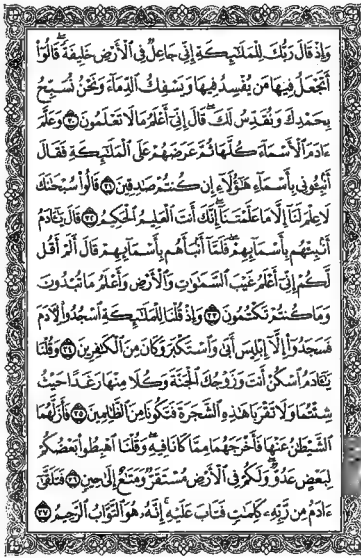 وَإِذْ قَالَ رَبُّكَ لِلْمَلَٰٓئِكَةِ إِنِّى جَاعِلٌ فِى ٱلْأَرْضِ خَلِيفَةً ۖ قَالُوٓا۟
أَتَجْعَلُ فِيهَا مَن يُفْسِدُ فِيهَا وَيَسْفِكُ ٱلدِّمَآءَ وَنَحْنُ نُسَبِّحُ
بِحَمْدِكَ وَنُقَدِّسُ لَكَ ۖ قَالَ إِنِّىٓ أَعْلَمُ مَا لَا تَعْلَمُونَ ٣٠ وَعَلَّمَ
ءَادَمَ ٱلْأَسْمَآءَ كُلَّهَا ثُمَّ عَرَضَهُمْ عَلَى ٱلْمَلَٰٓئِكَةِ فَقَالَ
أَنۢبِـُٔونِى بِأَسْمَآءِ هَٰٓؤُلَآءِ إِن كُنتُمْ صَٰدِقِينَ ٣١ قَالُوا۟ سُبْحَٰنَكَ
لَا عِلْمَ لَنَآ إِلَّا مَا عَلَّمْتَنَآ ۖ إِنَّكَ أَنتَ ٱلْعَلِيمُ ٱلْحَكِيمُ ٣٢ قَالَ يَٰٓـَٔادَمُ
أَنۢبِئْهُم بِأَسْمَآئِهِمْ ۖ فَلَمَّآ أَنۢبَأَهُم بِأَسْمَآئِهِمْ قَالَ أَلَمْ أَقُل
لَّكُمْ إِنِّىٓ أَعْلَمُ غَيْبَ ٱلسَّمَٰوَٰتِ وَٱلْأَرْضِ وَأَعْلَمُ مَا تُبْدُونَ
وَمَا كُنتُمْ تَكْتُمُونَ ٣٣ وَإِذْ قُلْنَا لِلْمَلَٰٓئِكَةِ ٱسْجُدُوا۟ لِـَٔادَمَ
فَسَجَدُوٓا۟ إِلَّآ إِبْلِيسَ أَبَىٰ وَٱسْتَكْبَرَ وَكَانَ مِنَ ٱلْكَٰفِرِينَ ٣٤ وَقُلْنَا
يَٰٓـَٔادَمُ ٱسْكُنْ أَنتَ وَزَوْجُكَ ٱلْجَنَّةَ وَكُلَا مِنْهَا رَغَدًا حَيْثُ
شِئْتُمَا وَلَا تَقْرَبَا هَٰذِهِ ٱلشَّجَرَةَ فَتَكُونَا مِنَ ٱلظَّٰلِمِينَ ٣٥ فَأَزَلَّهُمَا
ٱلشَّيْطَٰنُ عَنْهَا فَأَخْرَجَهُمَا مِمَّا كَانَا فِيهِ ۖ وَقُلْنَا ٱهْبِطُوا۟ بَعْضُكُمْ
لِبَعْضٍ عَدُوٌّ ۖ وَلَكُمْ فِى ٱلْأَرْضِ مُسْتَقَرٌّ وَمَتَٰعٌ إِلَىٰ حِينٍ ٣٦ فَتَلَقَّىٰٓ
ءَادَمُ مِن رَّبِّهِۦ كَلِمَٰتٍ فَتَابَ عَلَيْهِ ۚ إِنَّهُۥ هُوَ ٱلتَّوَّابُ ٱلرَّحِيمُ ٣٧